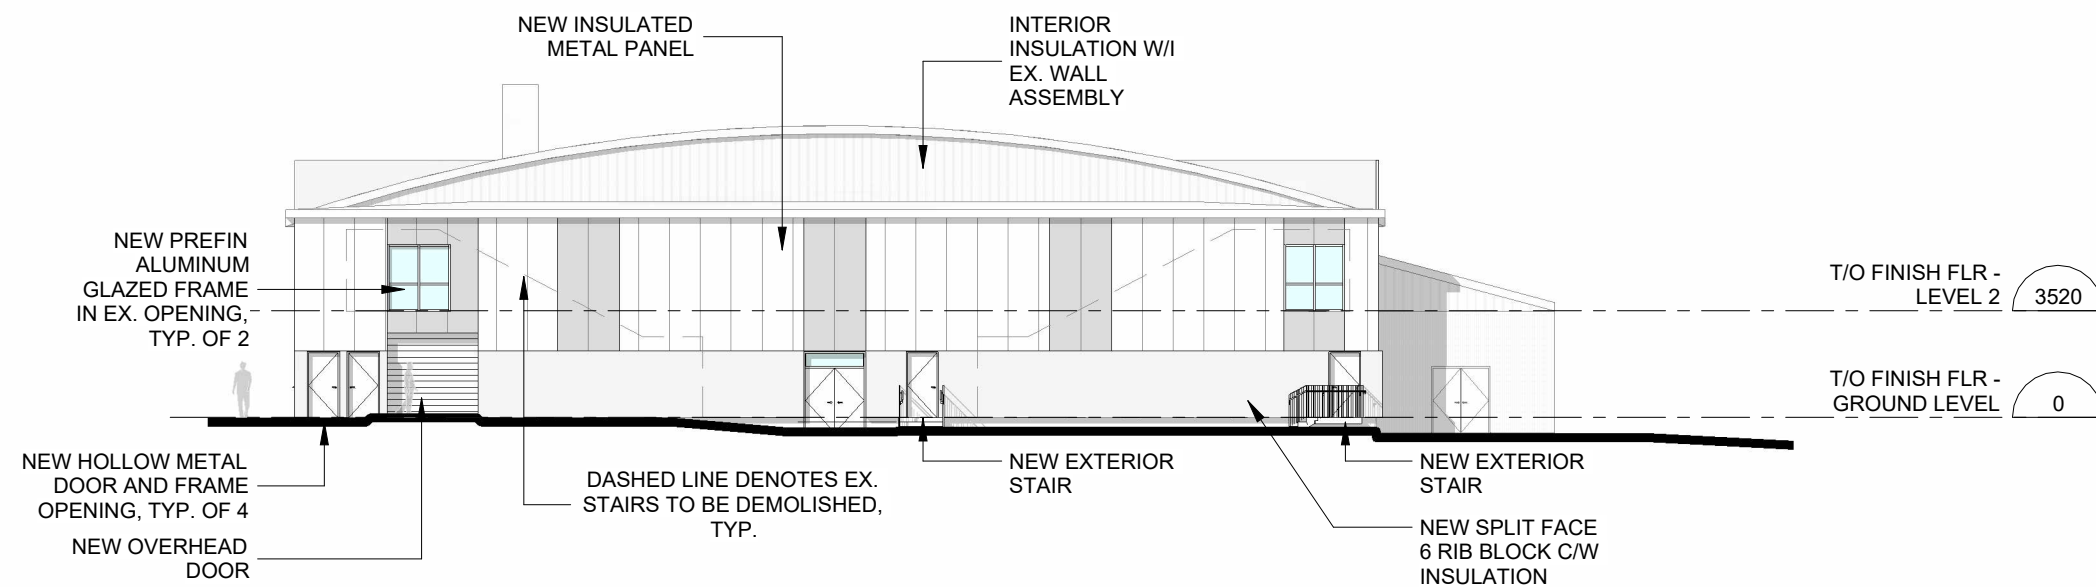 NEW INSULATED
METAL PANEL
INTERIOR
INSULATION W/I
EX. WALL
ASSEMBLY
NEW PREFIN
ALUMINUM
GLAZED FRAME
IN EX. OPENING,
TYP. OF 2
T/O FINISH FLR -
LEVEL 2
3520
T/O FINISH FLR -
GROUND LEVEL
0
NEW HOLLOW METAL
DOOR AND FRAME
OPENING, TYP. OF 4
NEW OVERHEAD
DOOR
DASHED LINE DENOTES EX.
STAIRS TO BE DEMOLISHED,
TYP.
NEW EXTERIOR
STAIR
NEW EXTERIOR
STAIR
NEW SPLIT FACE
6 RIB BLOCK C/W
INSULATION